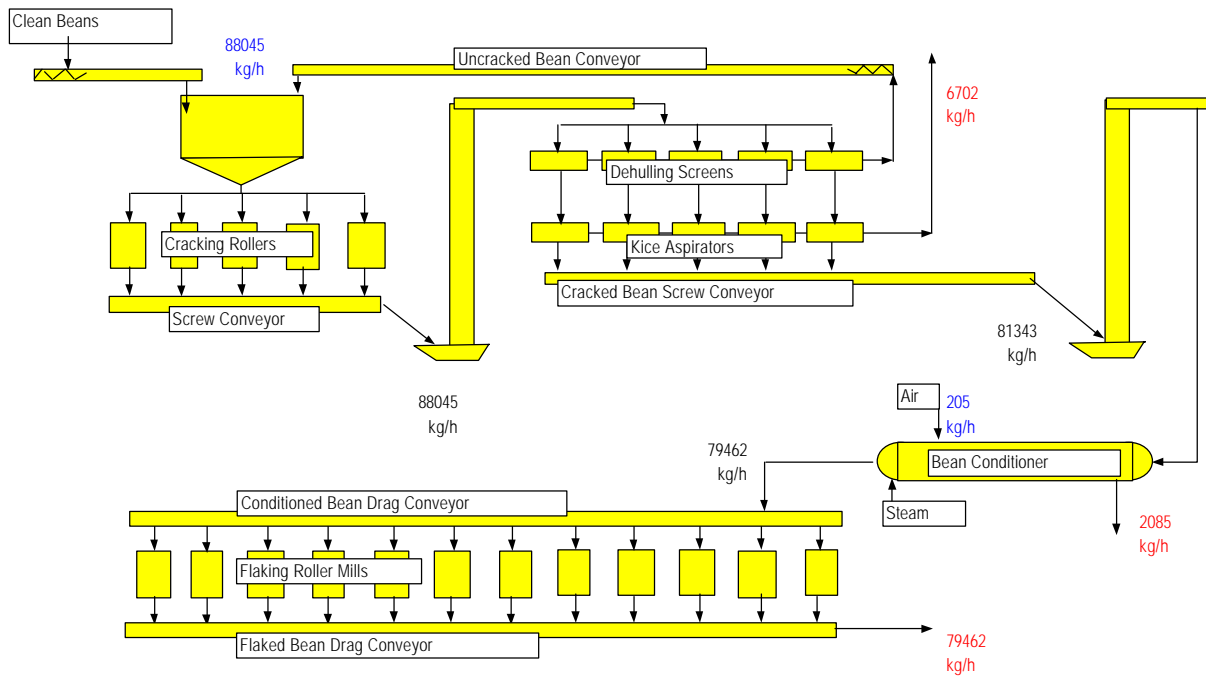 Clean Beans
88045
kg/h
Uncracked Bean Conveyor
6702
kg/h
Dehulling Screens
Cracking Rollers
Kice Aspirators
Cracked Bean Screw Conveyor
Screw Conveyor
81343
kg/h
88045
kg/h
Air
205
kg/h
79462
kg/h
Bean Conditioner
Conditioned Bean Drag Conveyor
Steam
2085
kg/h
Flaking Roller Mills
Flaked Bean Drag Conveyor
79462
kg/h